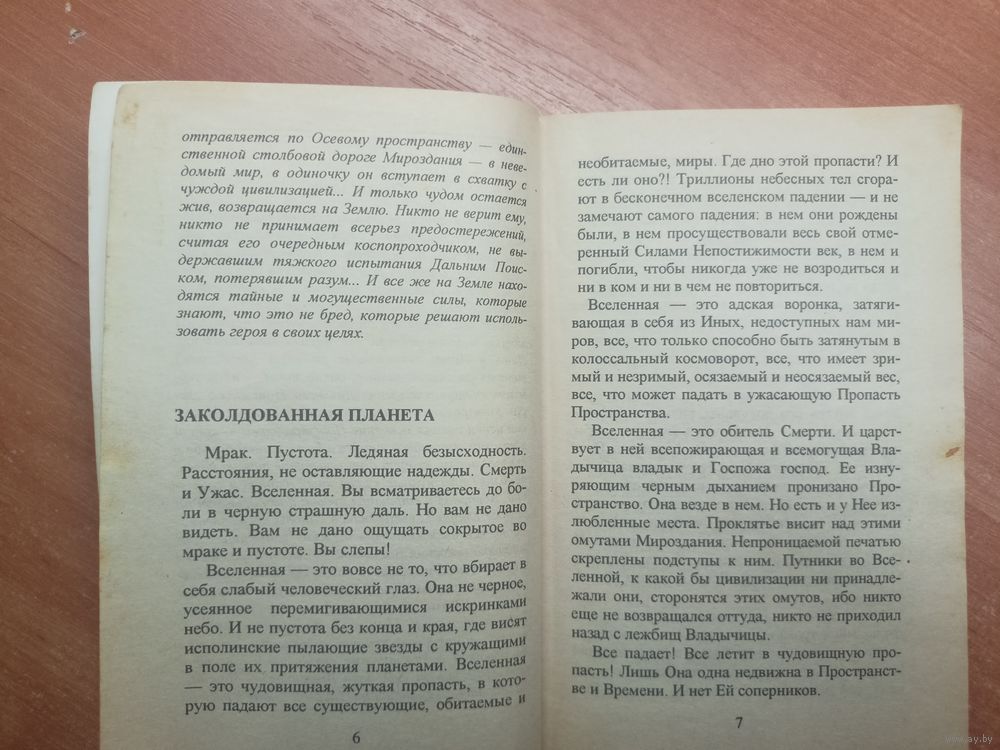 отправляется по Осевому пространству — един-
ственной столбовой дороге Мироздания — в неве-
домый мир, в одиночку он вступает в схватку с
чуждой цивилизацией... И только чудом остается
жив, возвращается на Землю. Никто не верит ему,
никто не принимает всерьез предостережений,
считая его очередным коспопроходчиком, не вы-
державшим тяжкого испытания Дальним Поис-
ком, потерявшим разум... И все же на Земле нахо-
дятся тайные и могущественные силы, которые
знают, что это не бред, которые решают исполь-
зовать героя в своих целях.
ЗАКОЛДОВАННАЯ ПЛАНЕТА
Мрак. Пустота. Ледяная безысходность.
Расстояния, не оставляющие надежды. Смерть
и Ужас. Вселенная. Вы всматриваетесь до бо-
ли в черную страшную даль. Но вам не дано
видеть. Вам не дано ощущать сокрытое во
мраке и пустоте. Вы слепы!
Вселенная — это вовсе не то, что вбирает в
себя слабый человеческий глаз. Она не черное,
усеянное перемигивающимися искринками
небо. И не пустота без конца и края, где висят
исполинские пылающие звезды с кружащими
в поле их притяжения планетами. Вселенная
— это чудовищная, жуткая пропасть, в кото-
рую падают все существующие, обитаемые и
6
необитаемые, миры. Где дно этой пропасти? И
есть ли оно?! Триллионы небесных тел сгора-
ют в бесконечном вселенском падении — и не
замечают самого падения: в нем они рождены
были, в нем просуществовали весь свой отме-
ренный Силами Непостижимости век, в нем и
погибли, чтобы никогда уже не возродиться и
ни в ком и ни в чем не повториться.
Вселенная — это адская воронка, затяги-
вающая в себя из Иных, недоступных нам ми-
ров, все, что только способно быть затянутым в
колоссальный космоворот, все, что имеет зри-
мый и незримый, осязаемый и неосязаемый вес,
все, что может падать в ужасающую Пропасть
Пространства.
Вселенная — это обитель Смерти. И царст-
вует в ней всепожирающая и всемогущая Вла-
дычица владык и Госпожа господ. Ее изну-
ряющим черным дыханием пронизано Про-
странство. Она везде в нем. Но есть и у Нее из-
любленные места. Проклятье висит над этими
омутами Мироздания. Непроницаемой печатью
скреплены подступы к ним. Путники во Все-
ленной, к какой бы цивилизации ни принадле-
жали они, сторонятся этих омутов, ибо никто
еще не возвращался оттуда, никто не приходил
назад с лежбищ Владычицы.
Все падает! Все летит в чудовищную про-
пасть! Лишь Она одна недвижна в Пространст-
ве и Времени. И нет Ей соперников.
7
www.ay.by